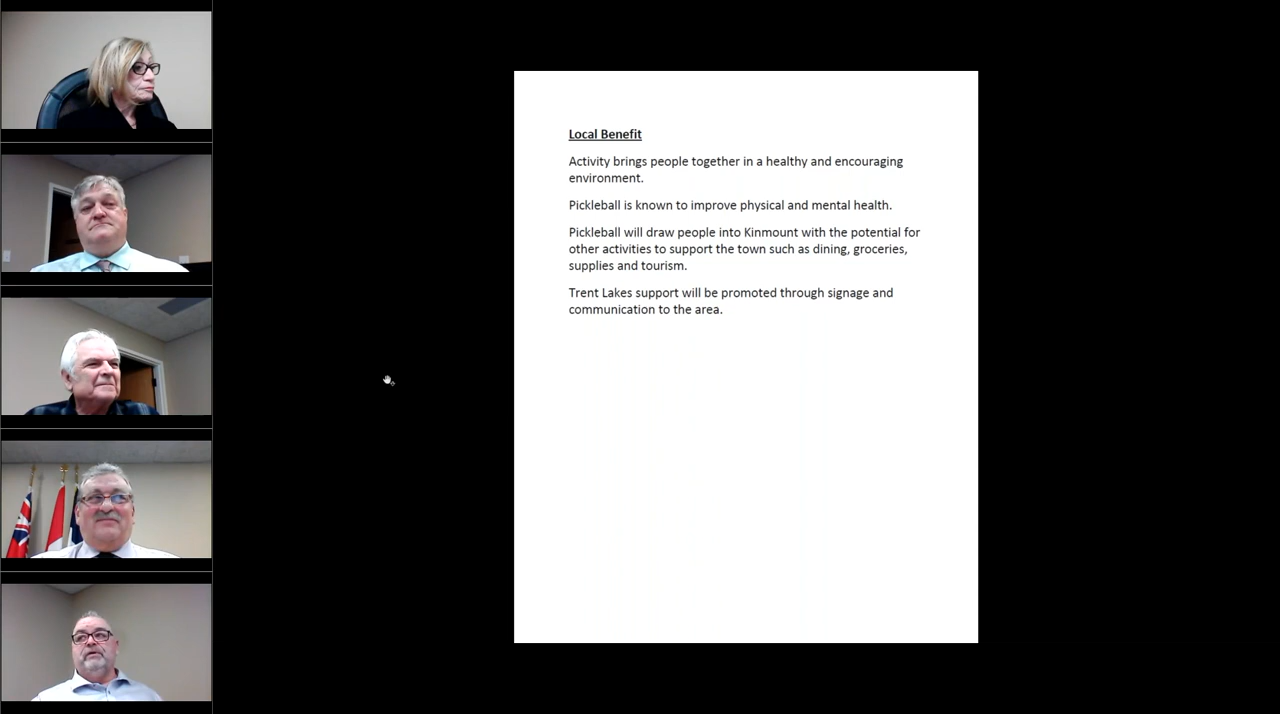 Local Benefit
Activity brings people together in a healthy and encouraging
environment.
Pickleball is known to improve physical and mental health.
Pickleball will draw people into Kinmount with the potential for
other activities to support the town such as dining, groceries,
supplies and tourism.
Trent Lakes support will be promoted through signage and
communication to the area.